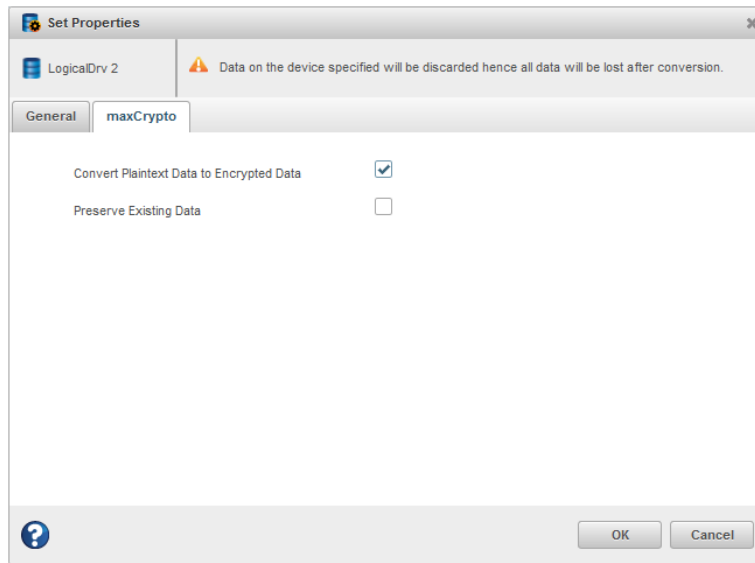 Set Properties
LogicalDrv 2
Data on the device specified will be discarded hence all data will be lost after conversion.
General
maxCrypto
Convert Plaintext Data to Encrypted Data
Preserve Existing Data
?
OK
Cancel